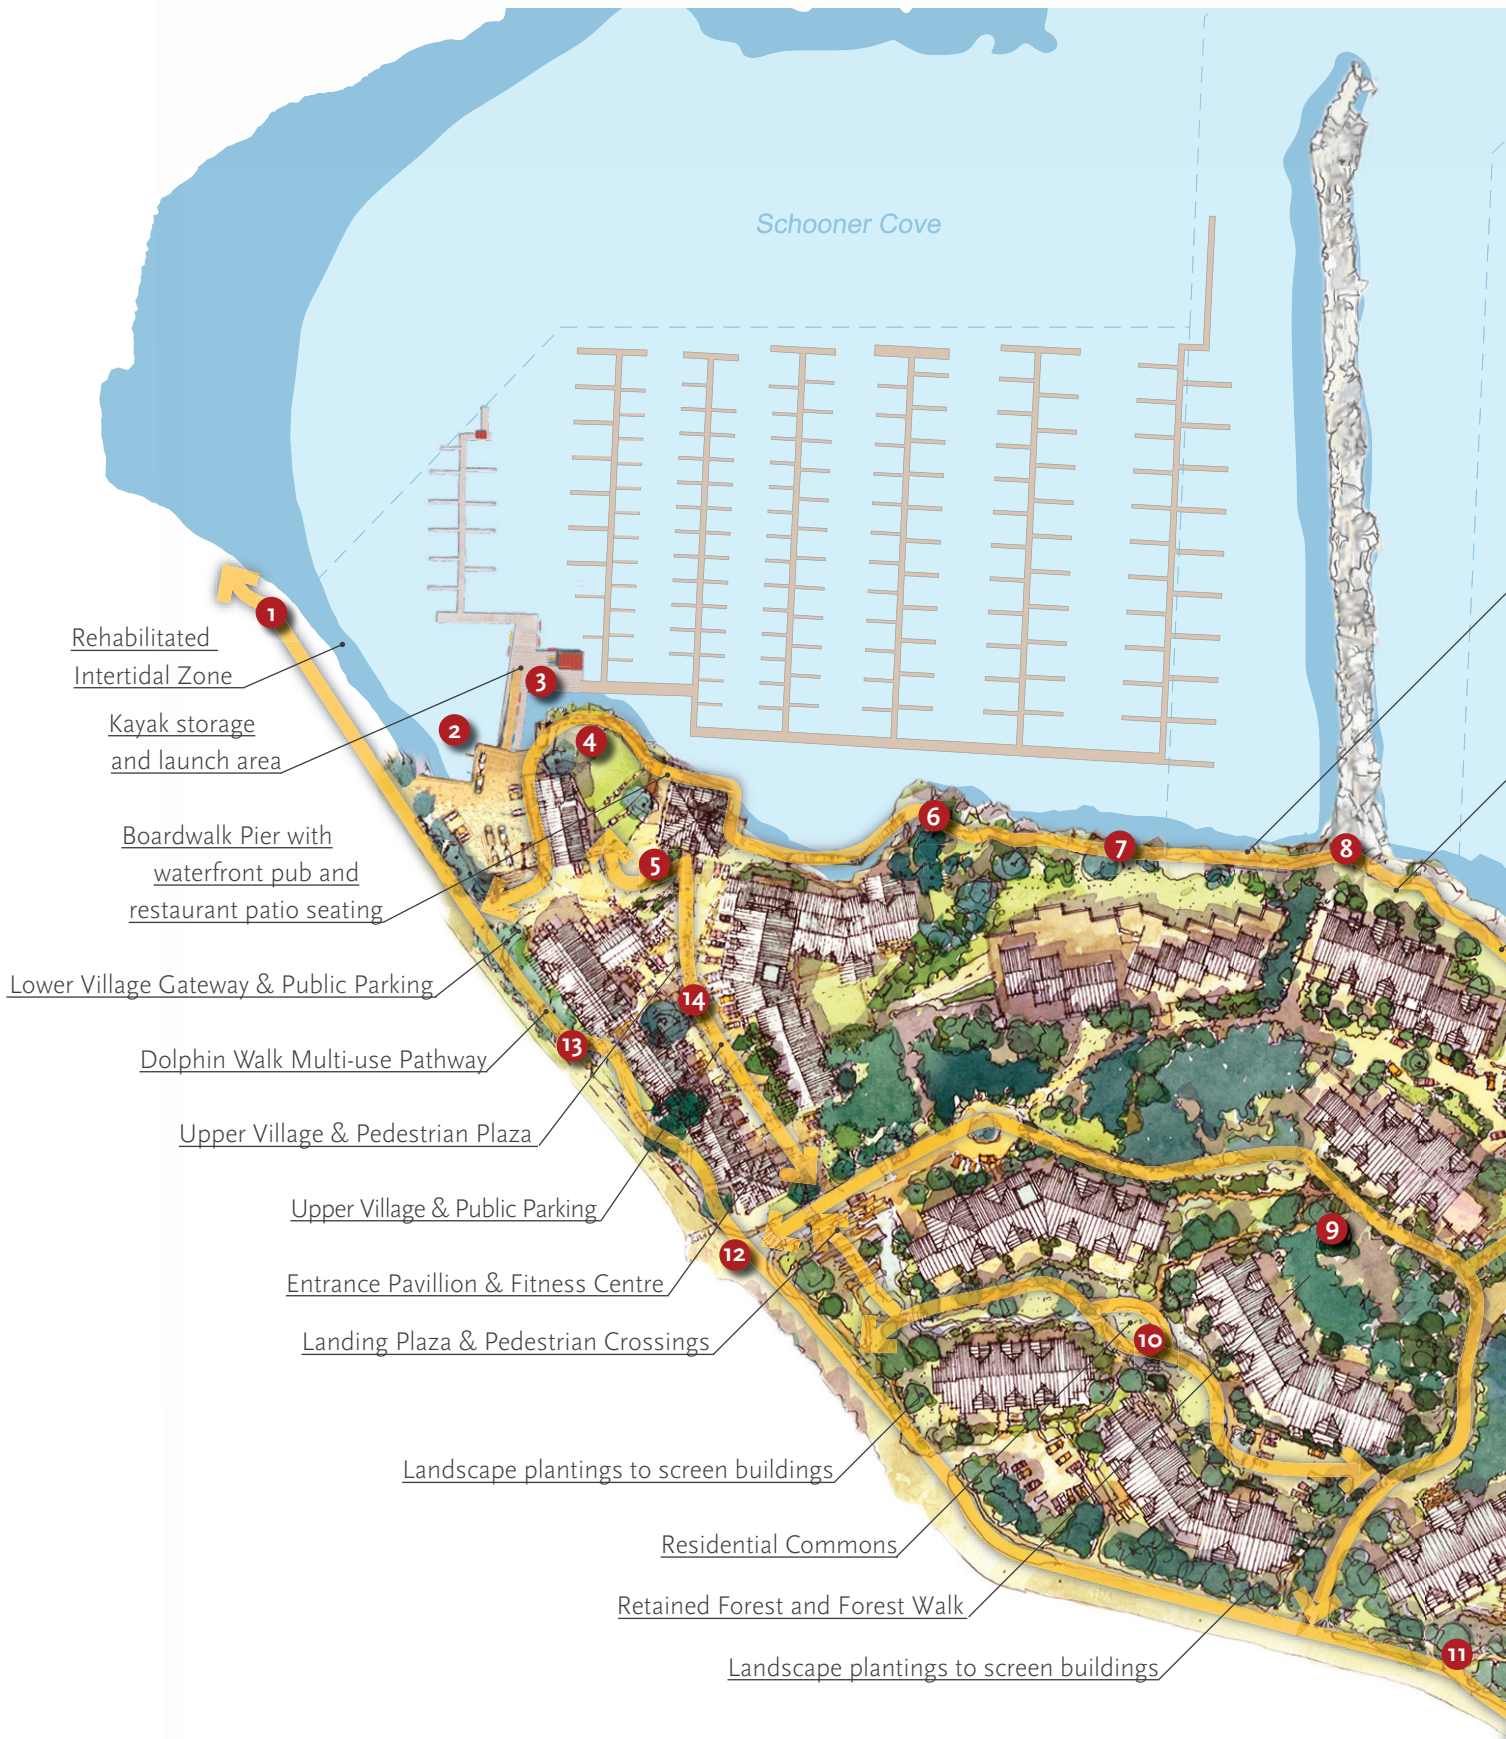 Schooner Cove
1
Rehabilitated
Intertidal Zone
3
Kayak storage
and launch area
2
4
Boardwalk Pier with
waterfront pub and
restaurant patio seating
6
7
8
5
Lower Village Gateway & Public Parking
14
13
Dolphin Walk Multi-use Pathway
Upper Village & Pedestrian Plaza
Upper Village & Public Parking
9
12
Entrance Pavillion & Fitness Centre
Landing Plaza & Pedestrian Crossings
10
Landscape plantings to screen buildings
Residential Commons
Retained Forest and Forest Walk
11
Landscape plantings to screen buildings